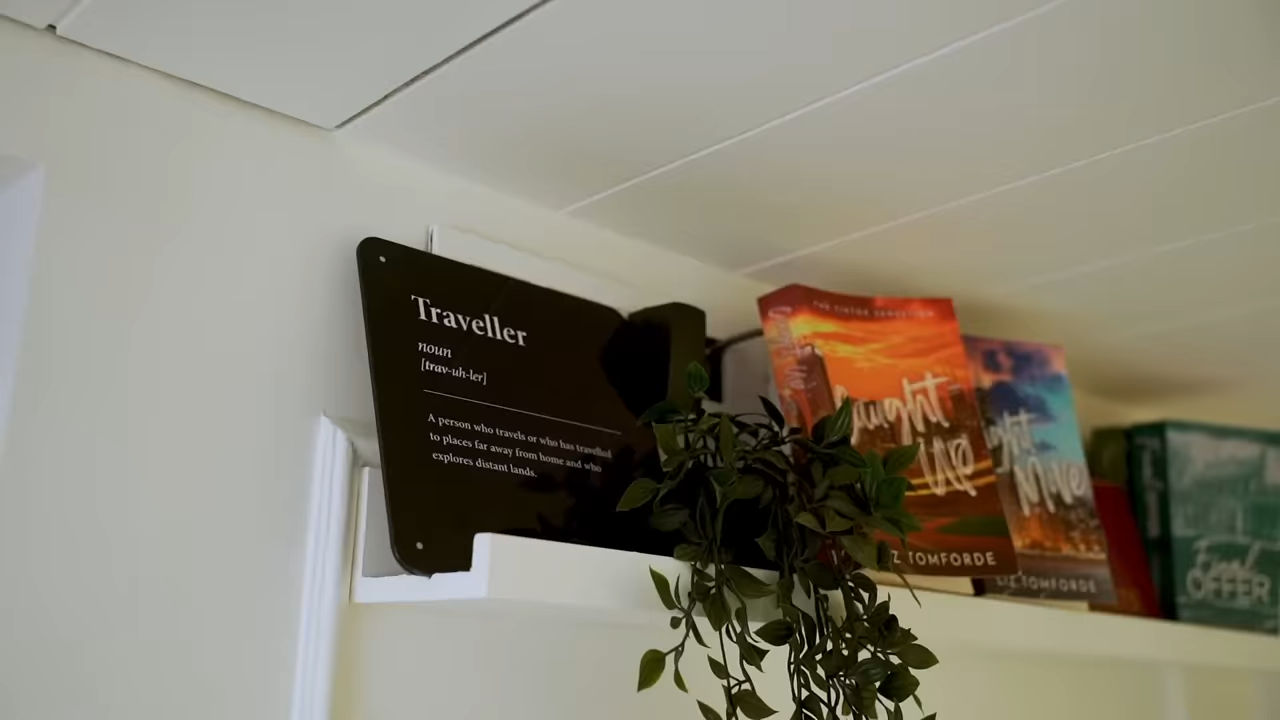 Traveller
noun
[trav-uh-ler]
A person who travels or who has travelled
to places far away from home and who
explores distant lands.
THE TIKTOK SENSATION
Caught
Up
LIZ TOMFORDE
Right
Move
LIZ TOMFORDE
Final
OFFER